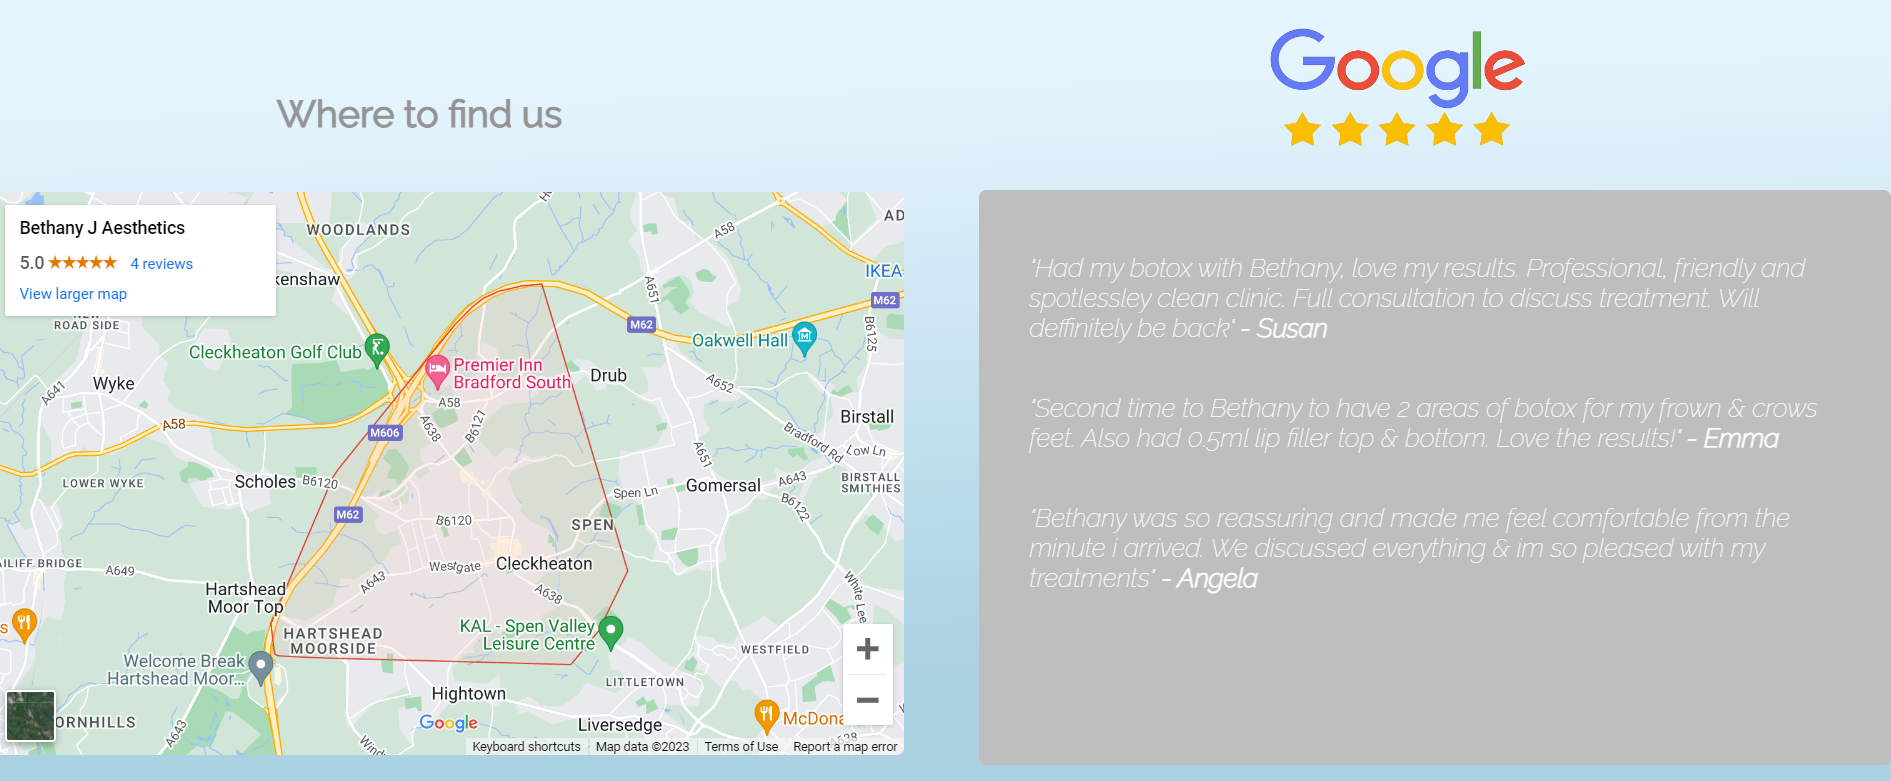 Where to find us
Google
Bethany J Aesthetics
5.0
4 reviews
View larger map
WOODLANDS
A58
AD
IKEA
kenshaw
A651
M62
ROAD SIDE
M62
B6125
Cleckheaton Golf Club
Oakwell Hall
Premier Inn
Bradford South
Drub
Wyke
A641
A652
A58
A638
B6121
Birstall
A58
M606
Bradford Rd
Low Ln
A651
LOWER WYKE
Scholes
B6120
Gomersal
A643
BIRSTALL
SMITHIES
Spen Ln
B6122
M62
B6120
SPEN
AILIFF BRIDGE
A649
Westgate
Cleckheaton
A643
A638
Hartshead
Moor Top
White Lee
HARTSHEAD
MOORSIDE
KAL - Spen Valley
Leisure Centre
s
WESTFIELD
Welcome Break
Hartshead Moor...
LITTLETOWN
Hightown
ORNHILLS
A643
Google
Liversedge
McDona
A638
Wind
Keyboard shortcuts
Map data ©2023
Terms of Use
Report a map error
"Had my botox with Bethany, love my results. Professional, friendly and
spotlessley clean clinic. Full consultation to discuss treatment. Will
deffinitely be back" - Susan
"Second time to Bethany to have 2 areas of botox for my frown & crows
feet. Also had 0.5ml lip filler top & bottom. Love the results!" - Emma
"Bethany was so reassuring and made me feel comfortable from the
minute i arrived. We discussed everything & im so pleased with my
treatments" - Angela